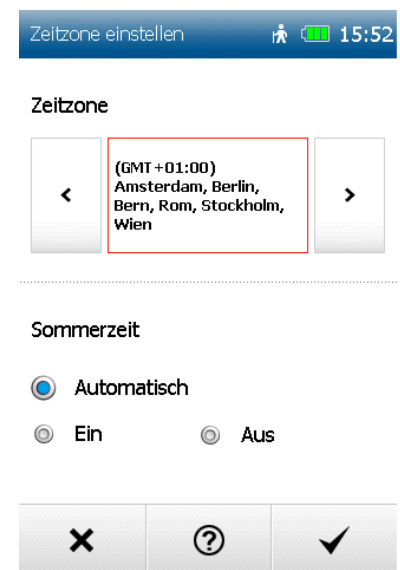 Zeitzone einstellen 15:52
Zeitzone
(GMT+01:00)
Amsterdam, Berlin,
Bern, Rom, Stockholm,
Wien
Sommerzeit
Automatisch
Ein Aus